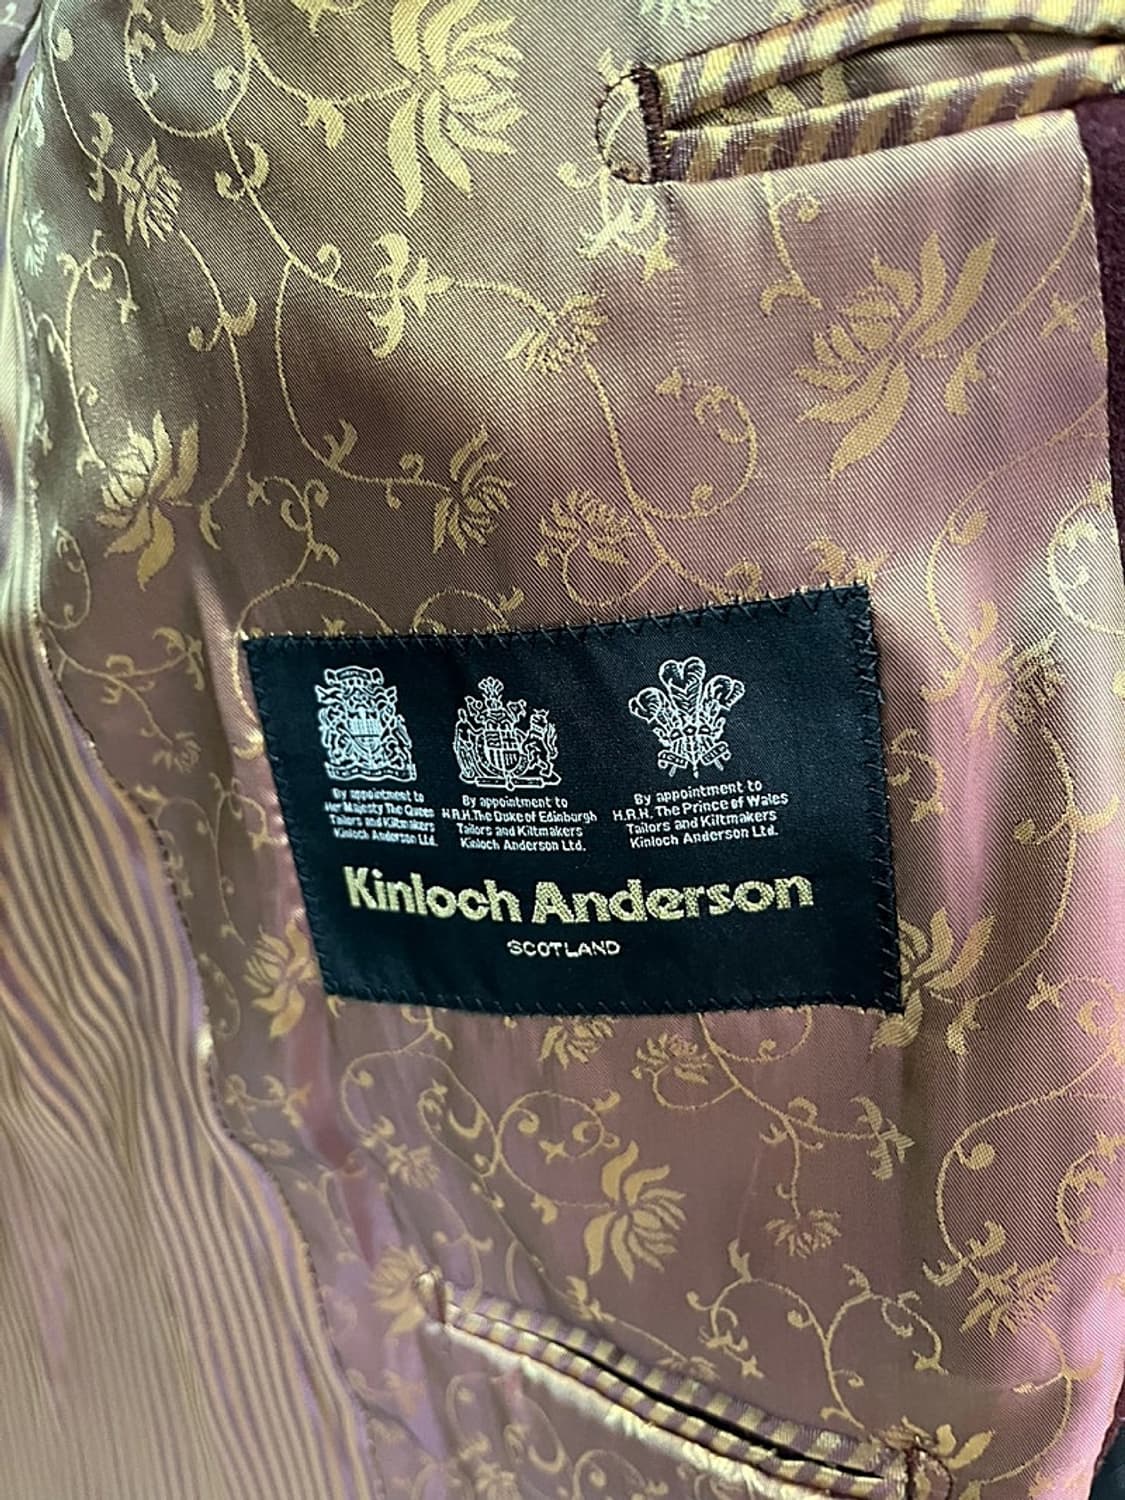 By appointment to
Her Majesty The Queen
Tailors and Kiltmakers
Kinloch Anderson Ltd.
By appointment to
H.R.H. The Duke of Edinburgh
Tailors and Kiltmakers
Kinloch Anderson Ltd.
By appointment to
H.R.H. The Prince of Wales
Tailors and Kiltmakers
Kinloch Anderson Ltd.
Kinloch Anderson
SCOTLAND